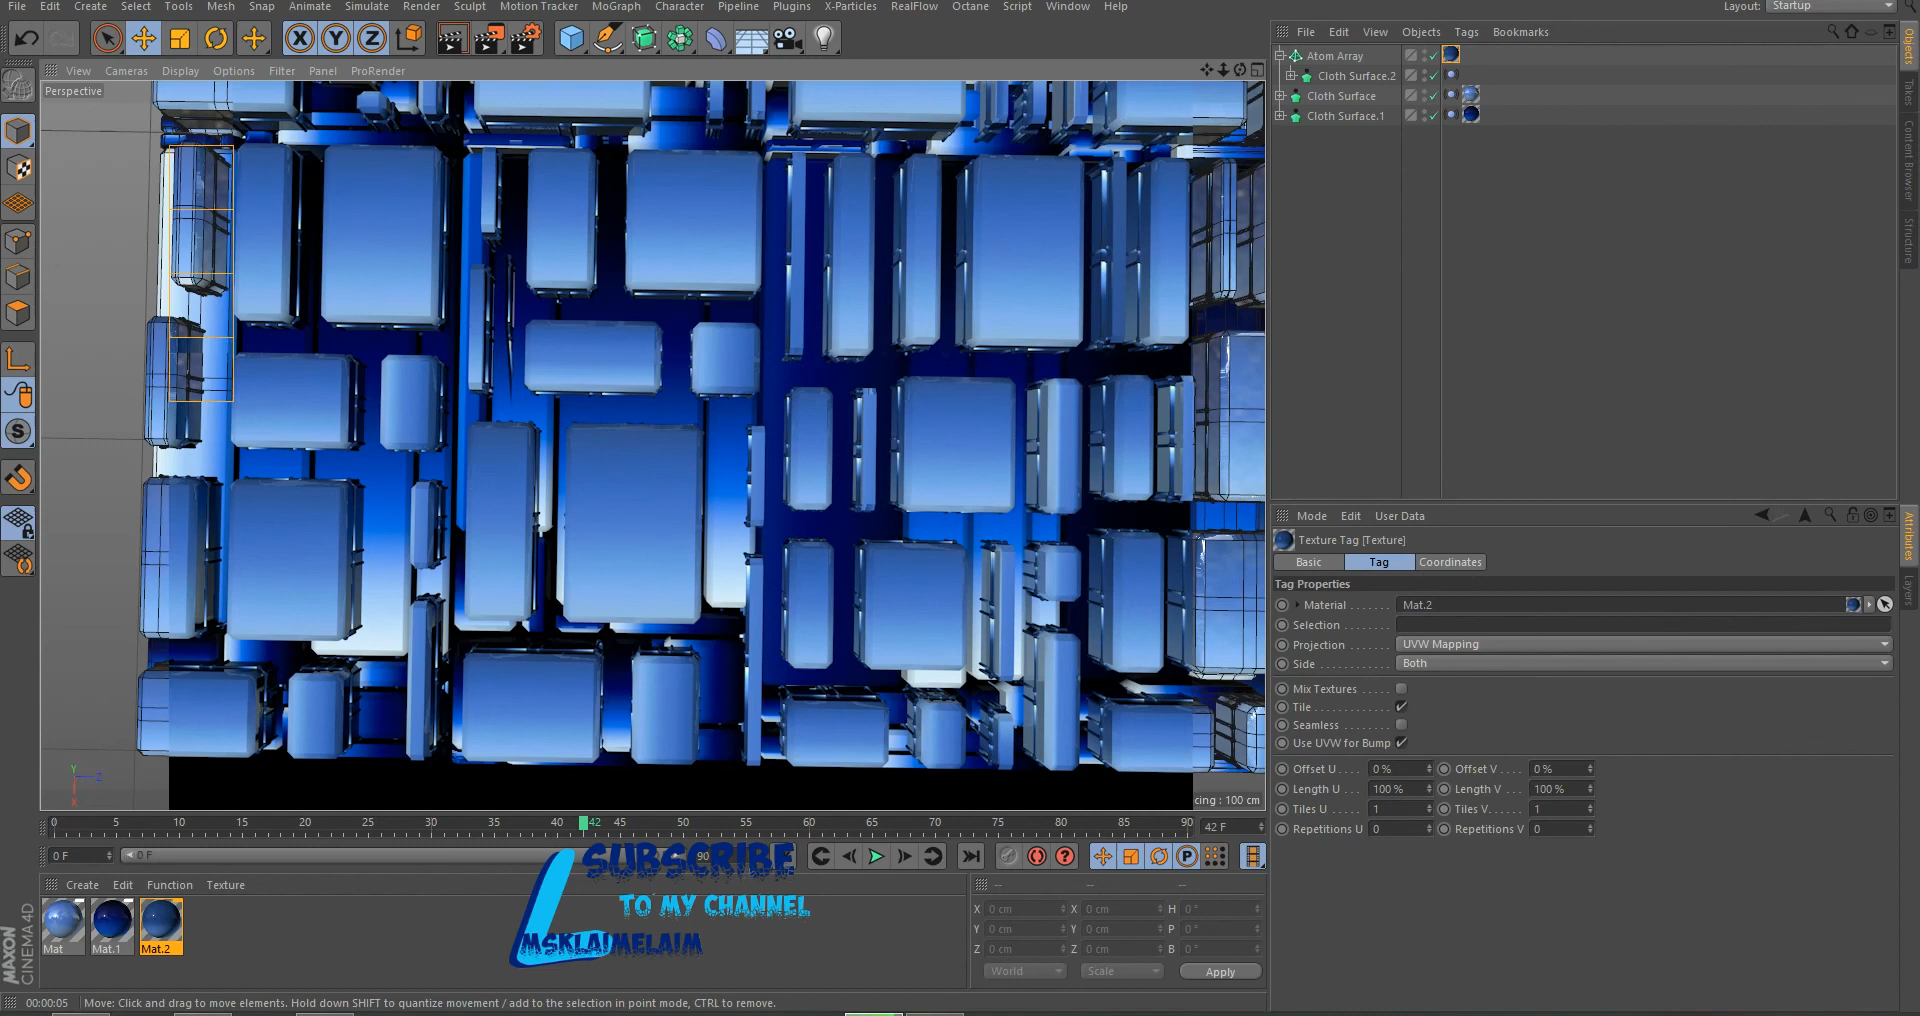 File Edit Create Select Tools Mesh Snap Animate Simulate Render Sculpt Motion Tracker MoGraph Character Pipeline Plugins X-Particles RealFlow Octane Script Window Help Layout: Startup
X Y Z
File Edit View Objects Tags Bookmarks
Atom Array
Cloth Surface.2
Cloth Surface
Cloth Surface.1
Objects
Takes
Content Browser
Structure
View Cameras Display Options Filter Panel ProRender
Perspective
S
Y
Z
X
cing : 100 cm
Mode Edit User Data
Texture Tag [Texture]
Basic Tag Coordinates
Tag Properties
Material Mat.2
Selection
Projection UVW Mapping
Side Both
Mix Textures
Tile
Seamless
Use UVW for Bump
Offset U 0 % Offset V 0 %
Length U 100 % Length V 100 %
Tiles U 1 Tiles V 1
Repetitions U 0 Repetitions V 0
Attributes
Layers
0 5 10 15 20 25 30 35 40 42 45 50 55 60 65 70 75 80 85 90 42 F
0 F 0 F 90
P
Create Edit Function Texture
SUBSCRIBE
TO MY CHANNEL
MSKLAIMELAIM
Mat Mat.1 Mat.2
-- -- --
X 0 cm X 0 cm H 0 °
Y 0 cm Y 0 cm P 0 °
Z 0 cm Z 0 cm B 0 °
World Scale Apply
MAXON
CINEMA 4D
00:00:05 Move: Click and drag to move elements. Hold down SHIFT to quantize movement / add to the selection in point mode, CTRL to remove.